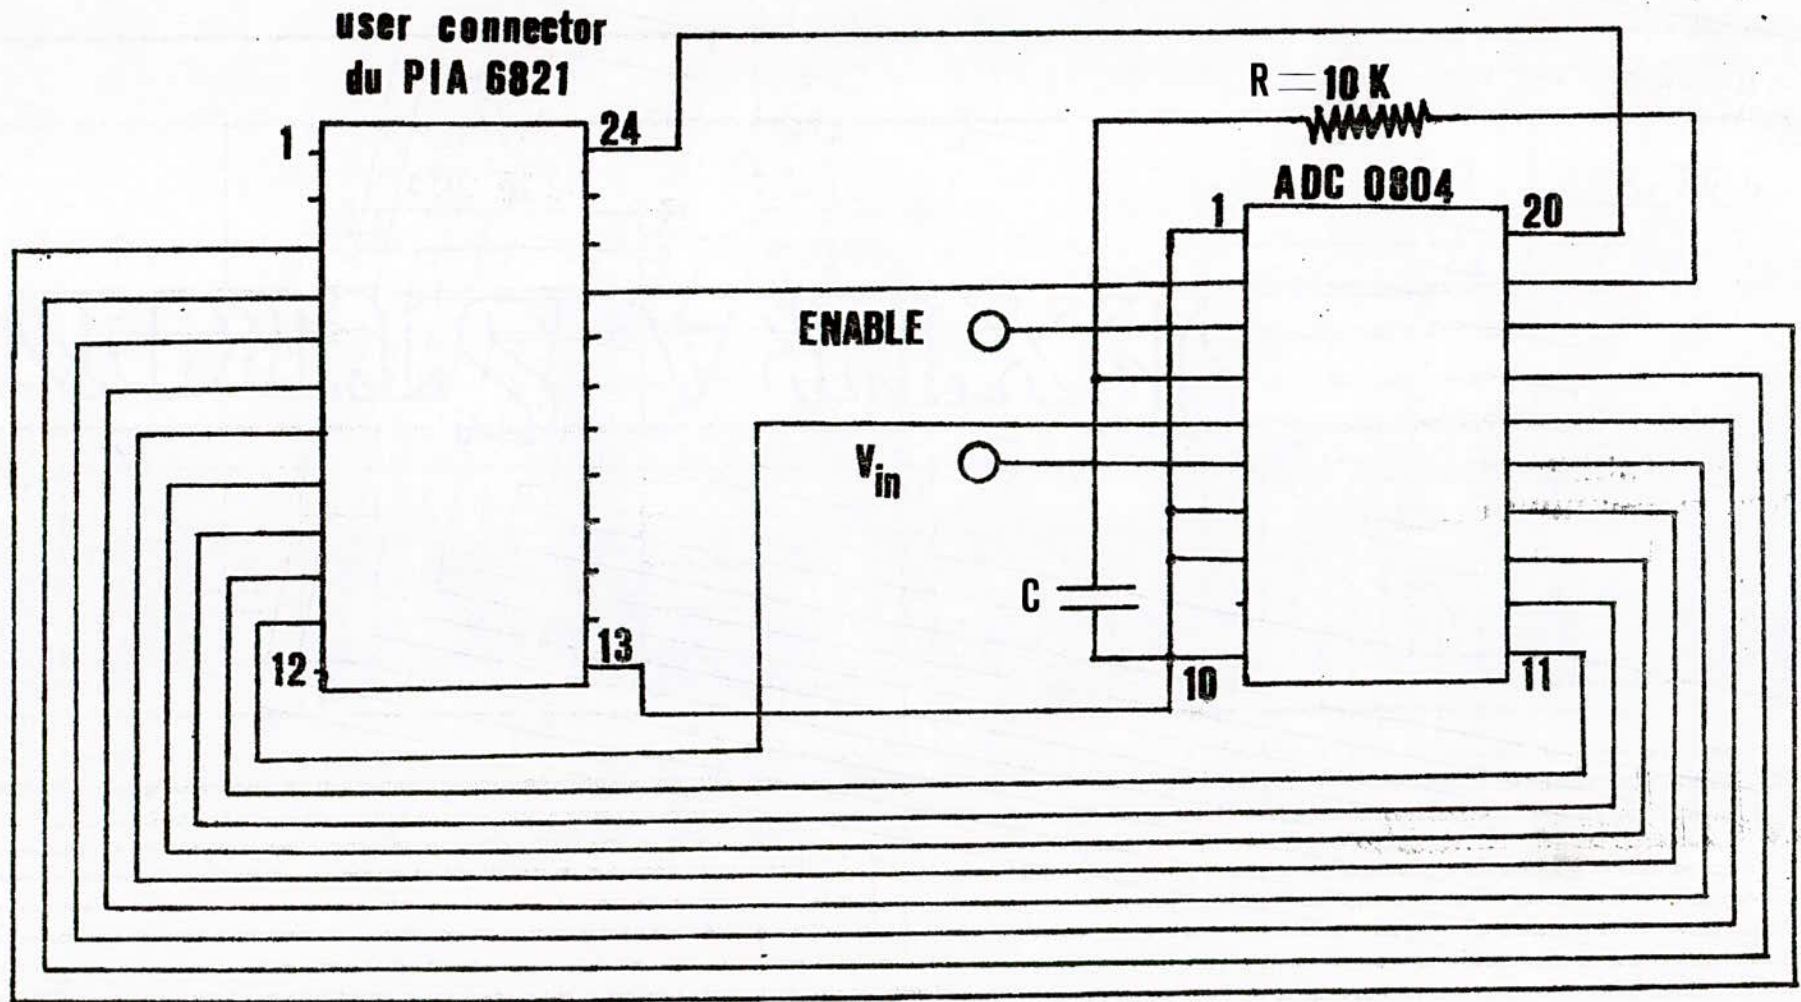 user connector
du PIA 6821
1
24
12
13
R = 10 K
ADC 0804
1
20
ENABLE
Vin
C
10
11